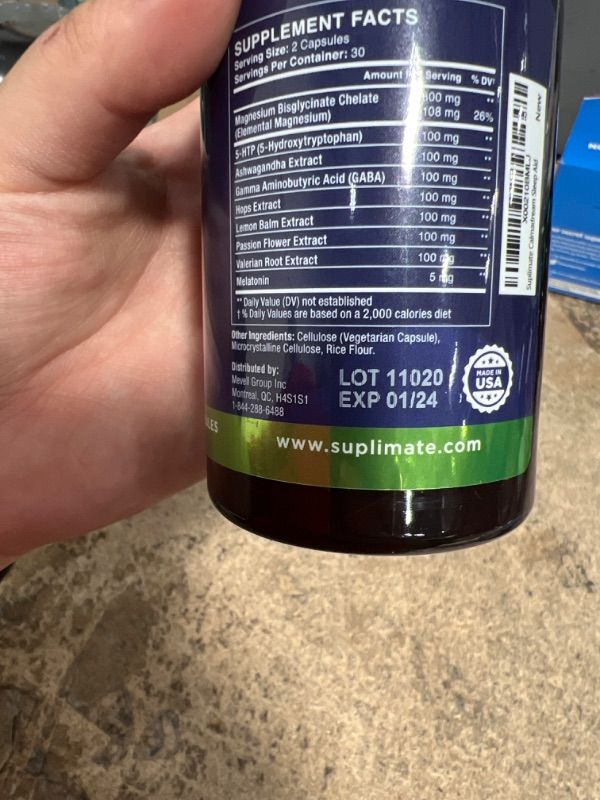 SUPPLEMENT FACTS
Serving Size: 2 Capsules
Servings Per Container: 30
Amount Serving % DV†
Magnesium Bisglycinate Chelate 800 mg **
(Elemental Magnesium) 108 mg 26%
5-HTP (5-Hydroxytryptophan) 100 mg **
Ashwagandha Extract 100 mg **
Gamma Aminobutyric Acid (GABA) 100 mg **
Hops Extract 100 mg **
Lemon Balm Extract 100 mg **
Passion Flower Extract 100 mg **
Valerian Root Extract 100 mg **
Melatonin 5 mg **
** Daily Value (DV) not established
† % Daily Values are based on a 2,000 calories diet
Other Ingredients: Cellulose (Vegetarian Capsule),
Microcrystalline Cellulose, Rice Flour.
Distributed by:
Mevell Group Inc
Montreal, QC, H4S1S1
1-844-288-6488
LOT 11020
EXP 01/24
MADE IN
USA
www.suplimate.com
Suplimate Calmadream Sleep Aid
New